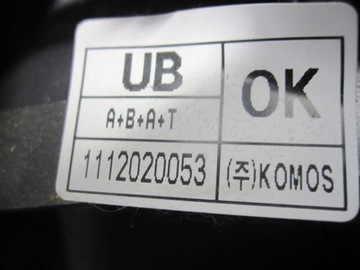 UB
OK
A+B+A+T
1112020053
(주)KOMOS